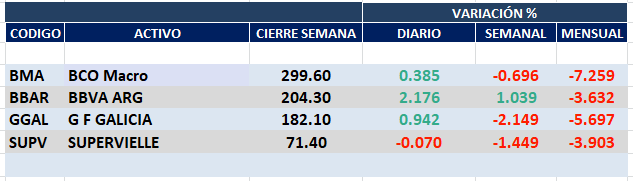 VARIACIÓN %
CODIGO ACTIVO CIERRE SEMANA DIARIO SEMANAL MENSUAL
BMA BCO Macro 299.60 0.385 -0.696 -7.259
BBAR BBVA ARG 204.30 2.176 1.039 -3.632
GGAL G F GALICIA 182.10 0.942 -2.149 -5.697
SUPV SUPERVIELLE 71.40 -0.070 -1.449 -3.903